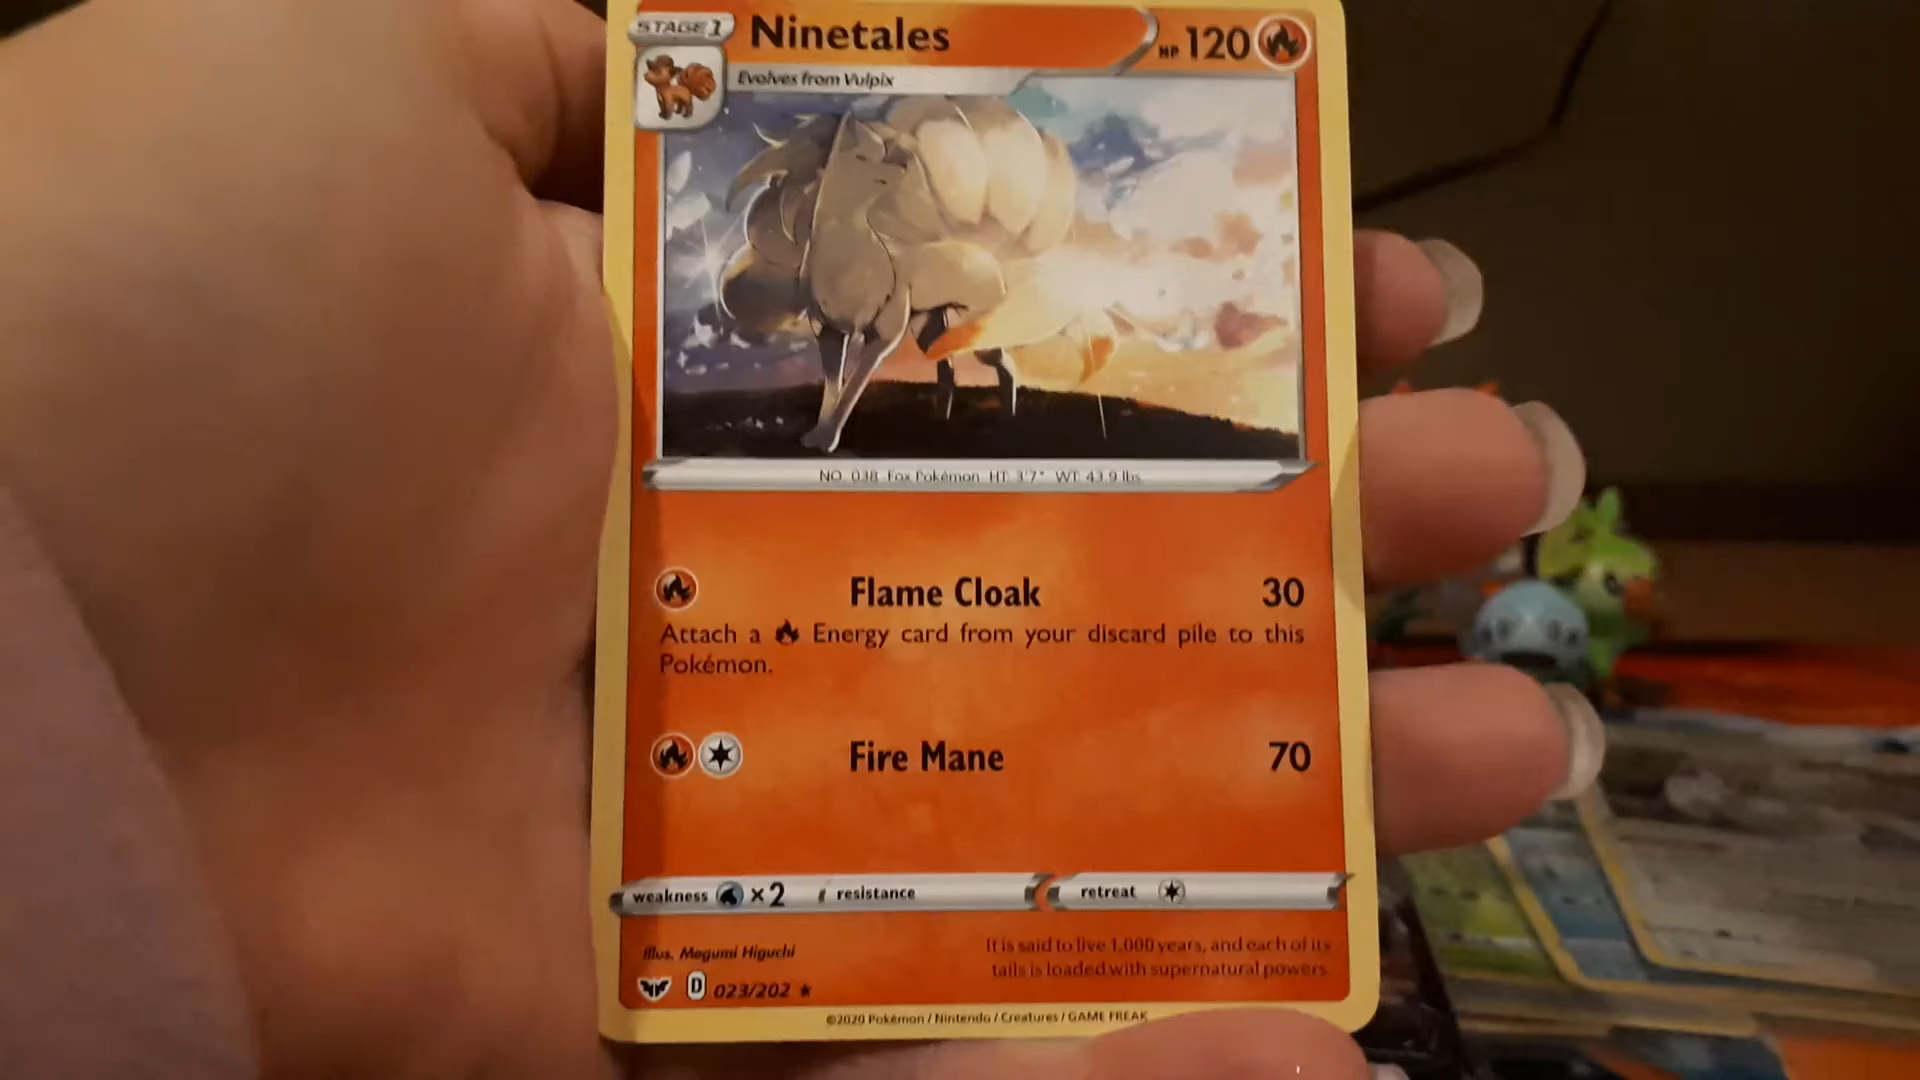 STAGE 1
Ninetales
HP 120
Evolves from Vulpix
NO. 038 Fox Pokémon HT: 3'7" WT: 43.9 lbs.
Flame Cloak 30
Attach a Energy card from your discard pile to this
Pokémon.
Fire Mane 70
weakness ×2 resistance retreat
Illus. Megumi Higuchi
It is said to live 1,000 years, and each of its
tails is loaded with supernatural powers.
D 023/202 ★
©2020 Pokémon / Nintendo / Creatures / GAME FREAK